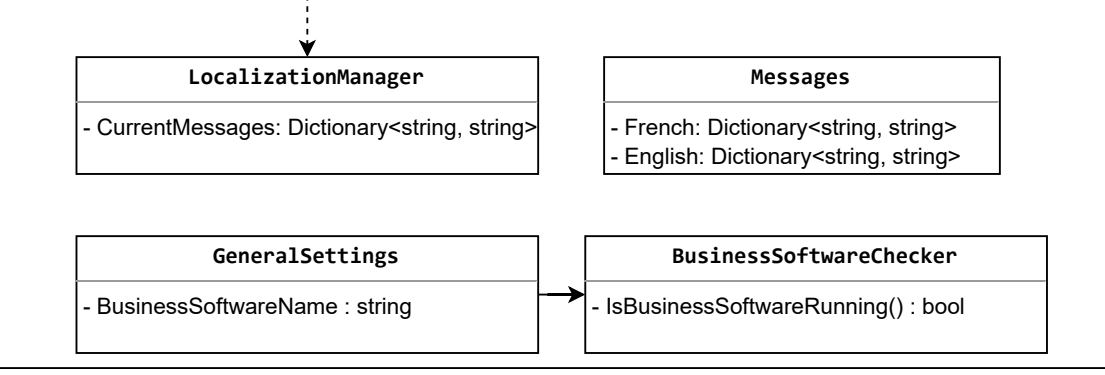 LocalizationManager
- CurrentMessages: Dictionary<string, string>
Messages
- French: Dictionary<string, string>
- English: Dictionary<string, string>
GeneralSettings
- BusinessSoftwareName : string
BusinessSoftwareChecker
- IsBusinessSoftwareRunning() : bool